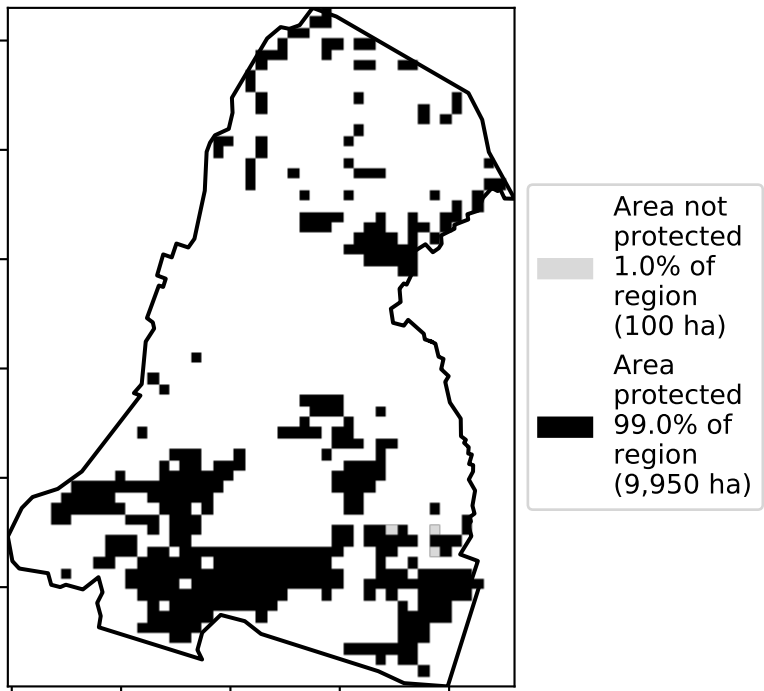 Area not
protected
1.0% of
region
(100 ha)
Area
protected
99.0% of
region
(9,950 ha)